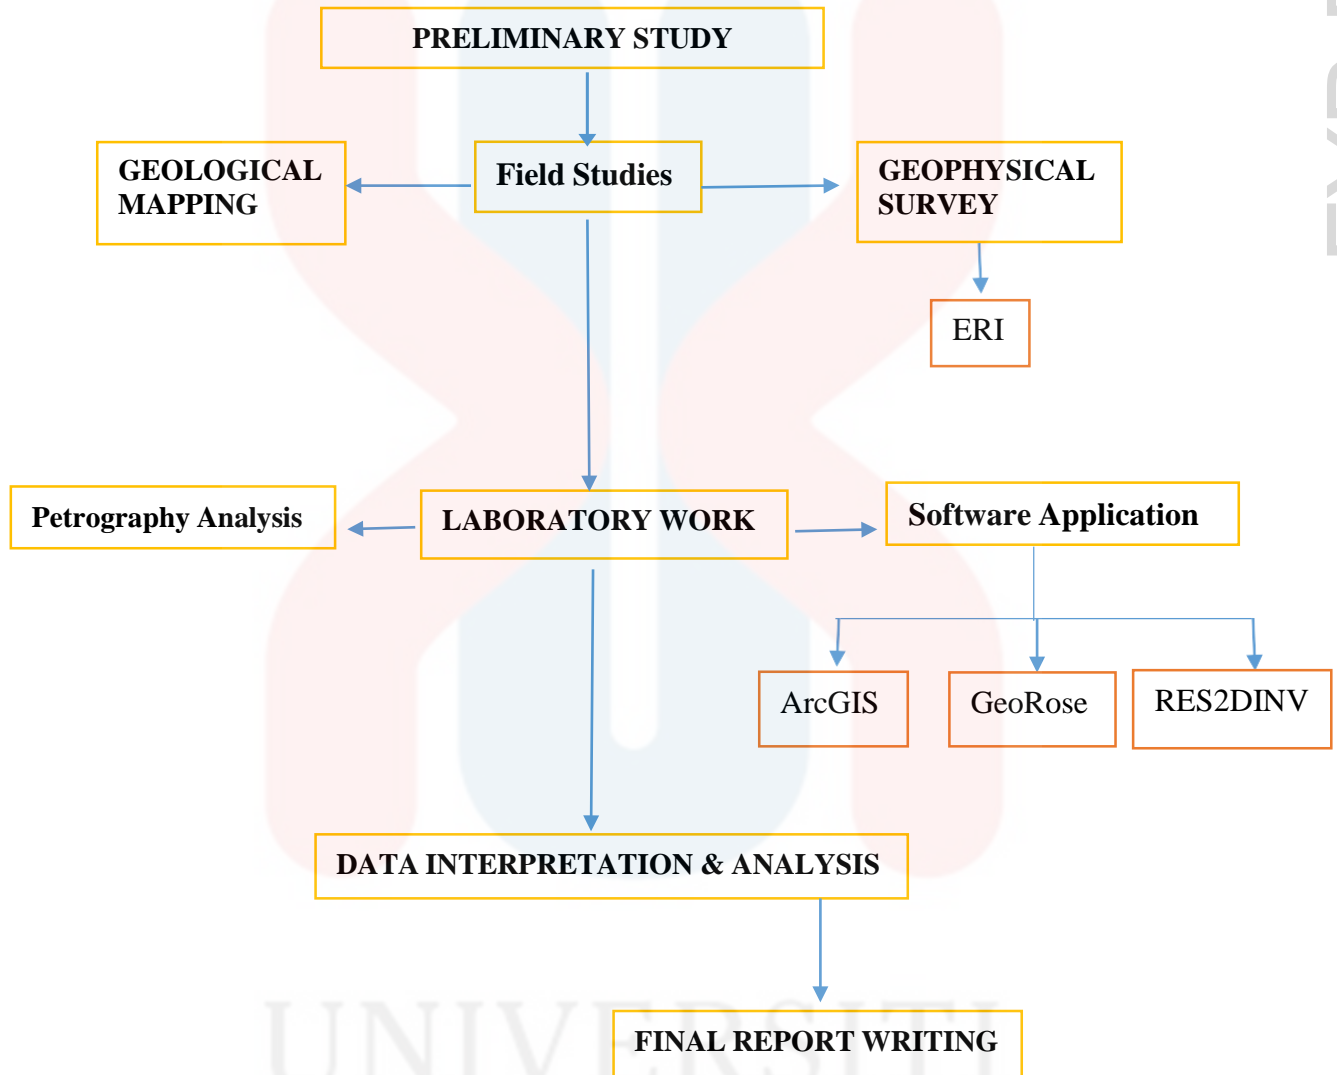 PRELIMINARY STUDY
GEOLOGICAL
MAPPING
Field Studies
GEOPHYSICAL
SURVEY
ERI
Petrography Analysis
LABORATORY WORK
Software Application
ArcGIS
GeoRose
RES2DINV
DATA INTERPRETATION & ANALYSIS
FINAL REPORT WRITING
UNIVERSITI